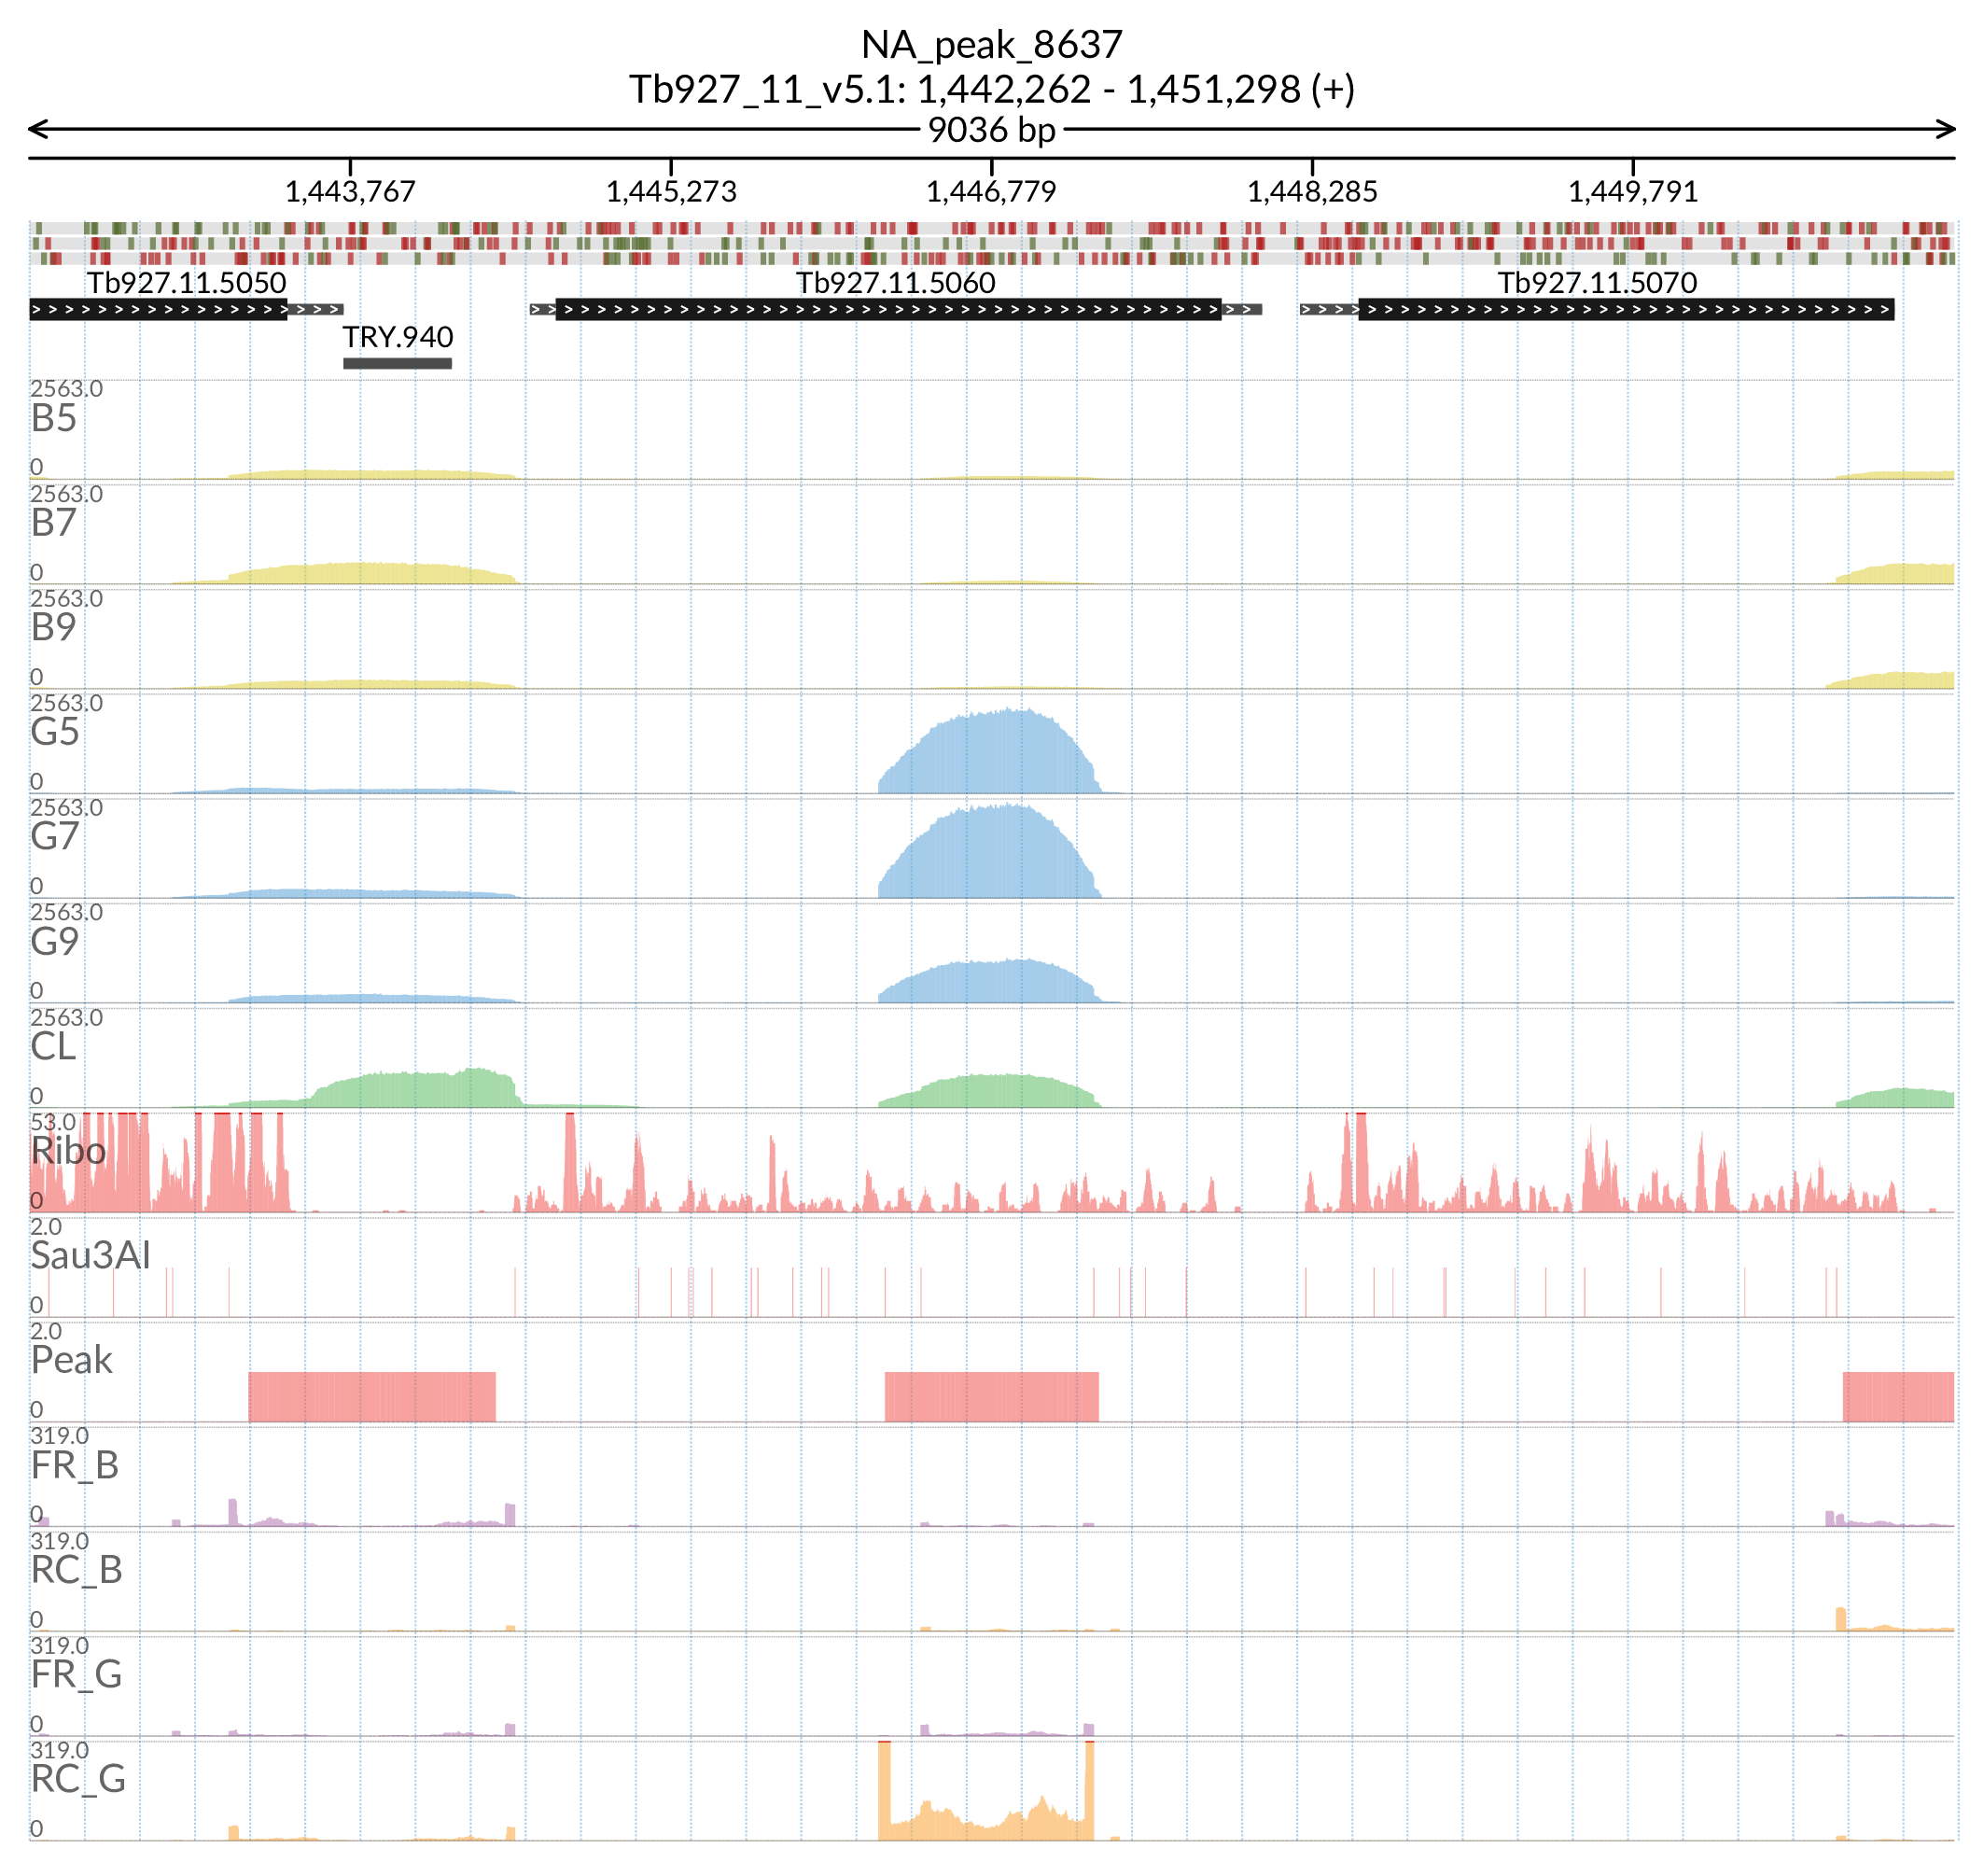 NA_peak_8637
Tb927_11_v5.1: 1,442,262 - 1,451,298 (+)
9036 bp
1,443,767 1,445,273 1,446,779 1,448,285 1,449,791
Tb927.11.5050 Tb927.11.5060 Tb927.11.5070
TRY.940
2563.0
B5
0
2563.0
B7
0
2563.0
B9
0
2563.0
G5
0
2563.0
G7
0
2563.0
G9
0
2563.0
CL
0
53.0
Ribo
0
2.0
Sau3AI
0
2.0
Peak
0
319.0
FR_B
0
319.0
RC_B
0
319.0
FR_G
0
319.0
RC_G
0